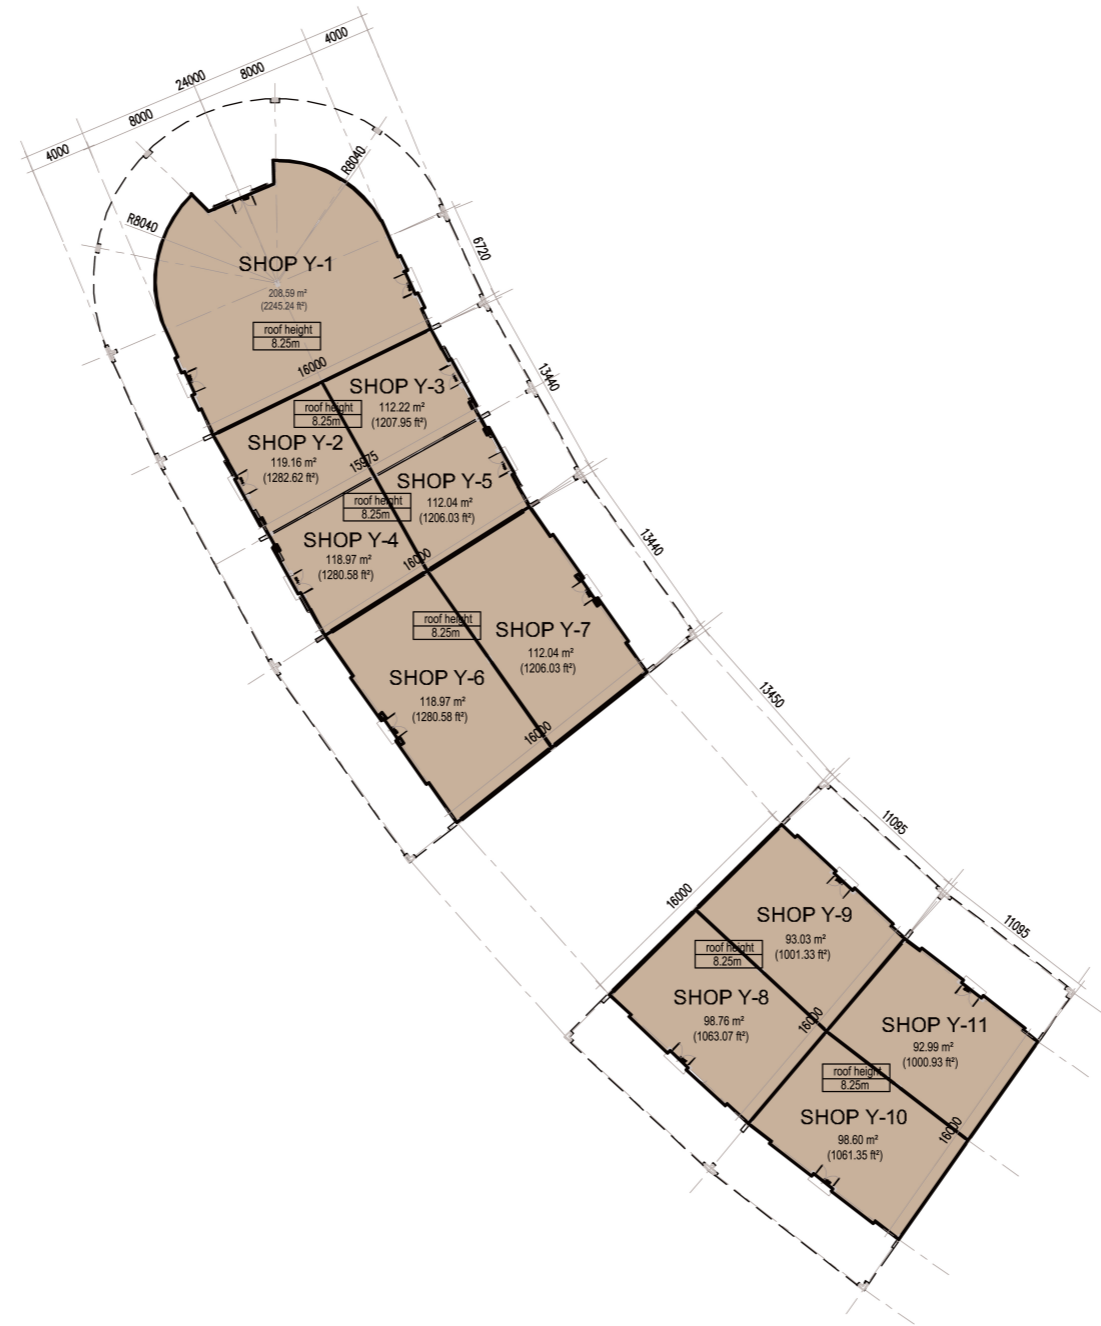 4000
8000
24000
8000
4000
R8040
R8040
6720
SHOP Y-1
208.59 m²
(2245.24 ft²)
roof height
8.25m
16000
13440
SHOP Y-3
112.22 m²
(1207.95 ft²)
roof height
8.25m
SHOP Y-2
119.16 m²
(1282.62 ft²)
15975
SHOP Y-5
112.04 m²
(1206.03 ft²)
roof height
8.25m
SHOP Y-4
118.97 m²
(1280.58 ft²)
16000
13440
roof height
8.25m
SHOP Y-7
112.04 m²
(1206.03 ft²)
SHOP Y-6
118.97 m²
(1280.58 ft²)
16000
13450
11095
16000
SHOP Y-9
93.03 m²
(1001.33 ft²)
11095
roof height
8.25m
SHOP Y-8
98.76 m²
(1063.07 ft²)
16000
SHOP Y-11
92.99 m²
(1000.93 ft²)
roof height
8.25m
SHOP Y-10
98.60 m²
(1061.35 ft²)
16000